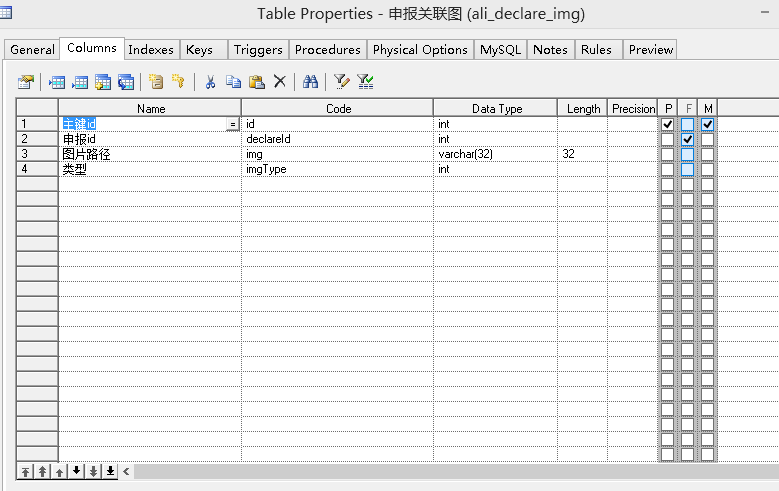 Table Properties - 申报关联图 (ali_declare_img)
General Columns Indexes Keys Triggers Procedures Physical Options MySQL Notes Rules Preview
Name Code Data Type Length Precision P F M
1 主键id = id int
2 申报id declareId int
3 图片路径 img varchar(32) 32
4 类型 imgType int